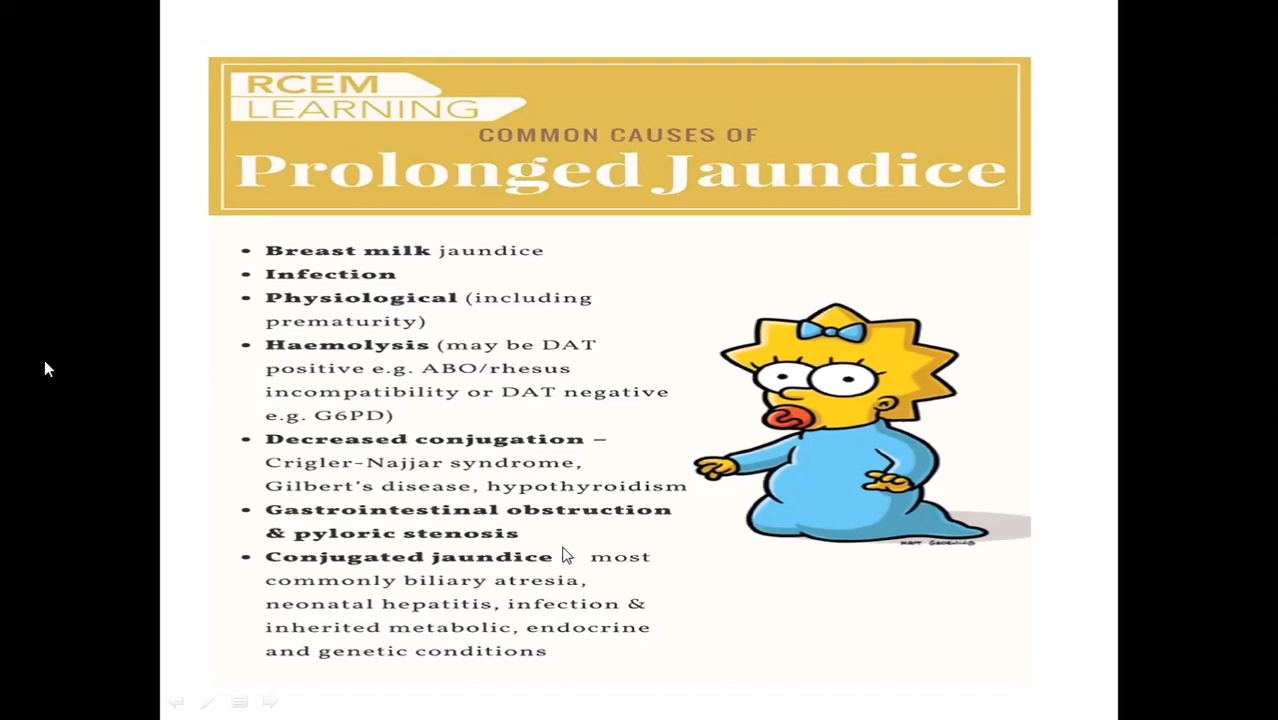 RCEM
LEARNING
COMMON CAUSES OF
Prolonged Jaundice
• Breast milk jaundice
• Infection
• Physiological (including
prematurity)
• Haemolysis (may be DAT
positive e.g. ABO/rhesus
incompatibility or DAT negative
e.g. G6PD)
• Decreased conjugation –
Crigler-Najjar syndrome,
Gilbert's disease, hypothyroidism
• Gastrointestinal obstruction
& pyloric stenosis
• Conjugated jaundice most
commonly biliary atresia,
neonatal hepatitis, infection &
inherited metabolic, endocrine
and genetic conditions
MATT GROENING